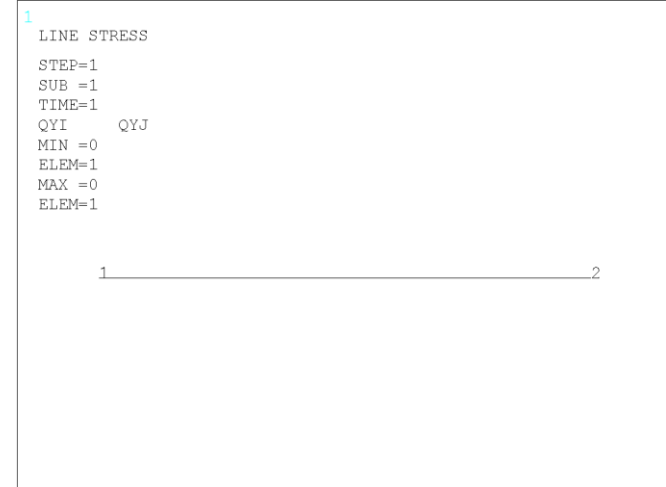 1
LINE STRESS
STEP=1
SUB =1
TIME=1
QYI QYJ
MIN =0
ELEM=1
MAX =0
ELEM=1
1 2